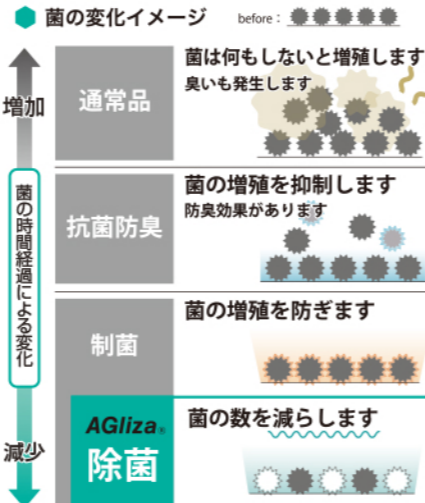 菌の変化イメージ
before:
増加
菌の時間経過による変化
減少
通常品
菌は何もしないと増殖します
臭いも発生します
抗菌防臭
菌の増殖を抑制します
防臭効果があります
制菌
菌の増殖を防ぎます
AGliza®
除菌
菌の数を減らします